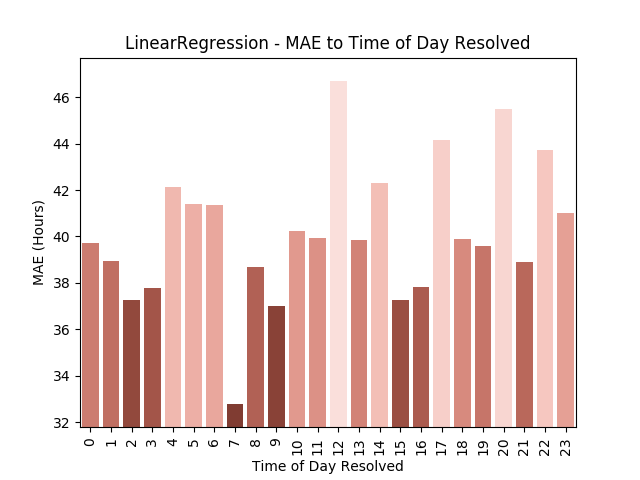 LinearRegression - MAE to Time of Day Resolved
46
44
42
40
38
36
34
32
MAE (Hours)
0 1 2 3 4 5 6 7 8 9 10 11 12 13 14 15 16 17 18 19 20 21 22 23
Time of Day Resolved